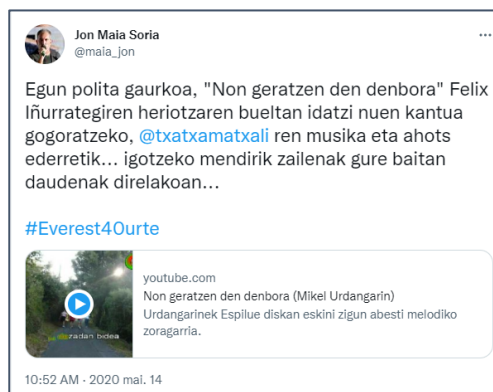 Jon Maia Soria
@maia_jon
Egun polita gaurkoa, "Non geratzen den denbora" Felix
Iñurrategiren heriotzaren bueltan idatzi nuen kantua
gogoratzeko, @txatxamatxali ren musika eta ahots
ederretik... igotzeko mendirik zailenak gure baitan
daudenak direlakoan...
#Everest40urte
youtube.com
Non geratzen den denbora (Mikel Urdangarin)
Urdangarinek Espilue diskan eskini zigun abesti melodiko
zoragarria.
zadan bidea
10:52 AM · 2020 mai. 14